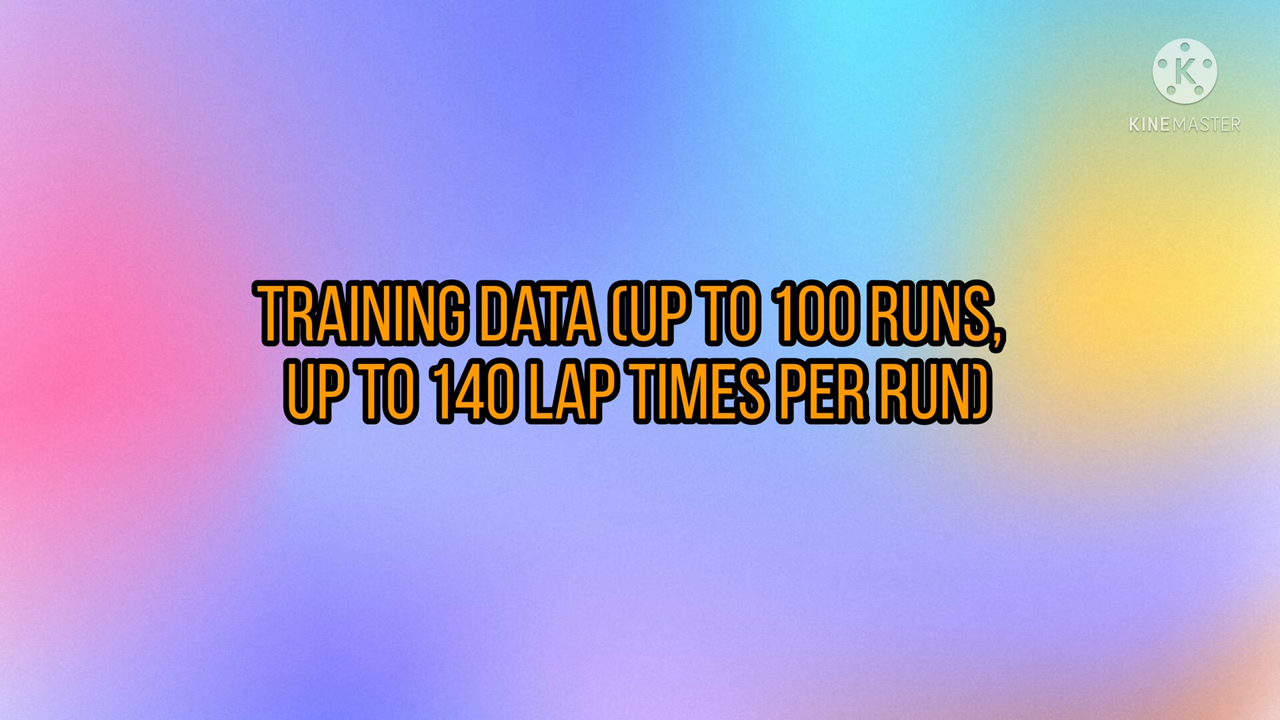 K
KINEMASTER
TRAINING DATA (UP TO 100 RUNS,
UP TO 140 LAP TIMES PER RUN)